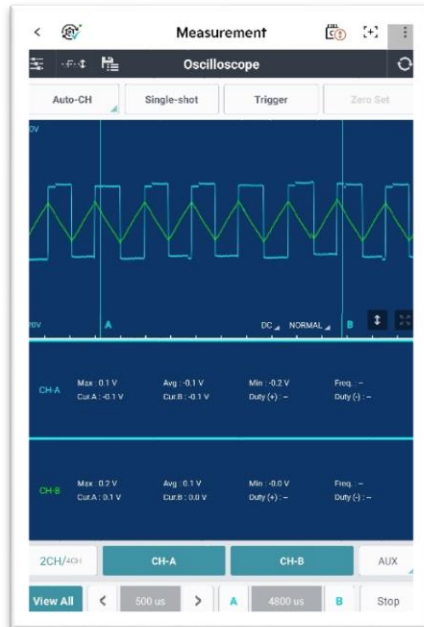 Measurement
Oscilloscope
Auto-CH Single-shot Trigger Zero Set
A DC NORMAL B
CH-A Max : 0.1 V Avg : -0.1 V Min : -0.2 V Freq. : --
Cur.A : -0.1 V Cur.B : -0.1 V Duty (+) : -- Duty (-) : --
CH-B Max : 0.2 V Avg : 0.1 V Min : -0.0 V Freq. : --
Cur.A : 0.1 V Cur.B : 0.0 V Duty (+) : -- Duty (-) : --
2CH/4CH CH-A CH-B AUX
View All < 500 us > A 4800 us B Stop